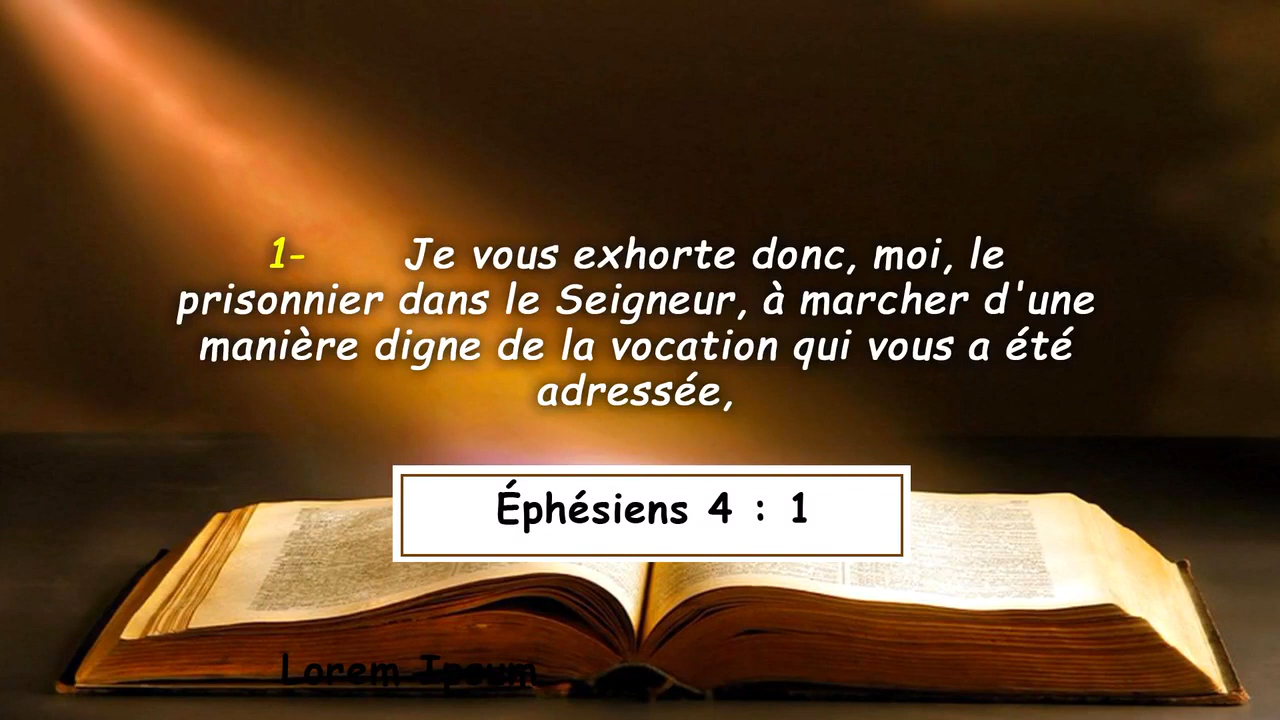 1- Je vous exhorte donc, moi, le
prisonnier dans le Seigneur, à marcher d'une
manière digne de la vocation qui vous a été
adressée,
Éphésiens 4 : 1
Lorem Ipsum